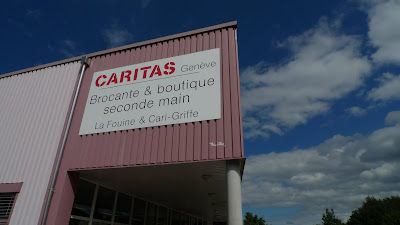 CARITAS Genève
Brocante & boutique
seconde main
La Fouine & Cari-Griffe